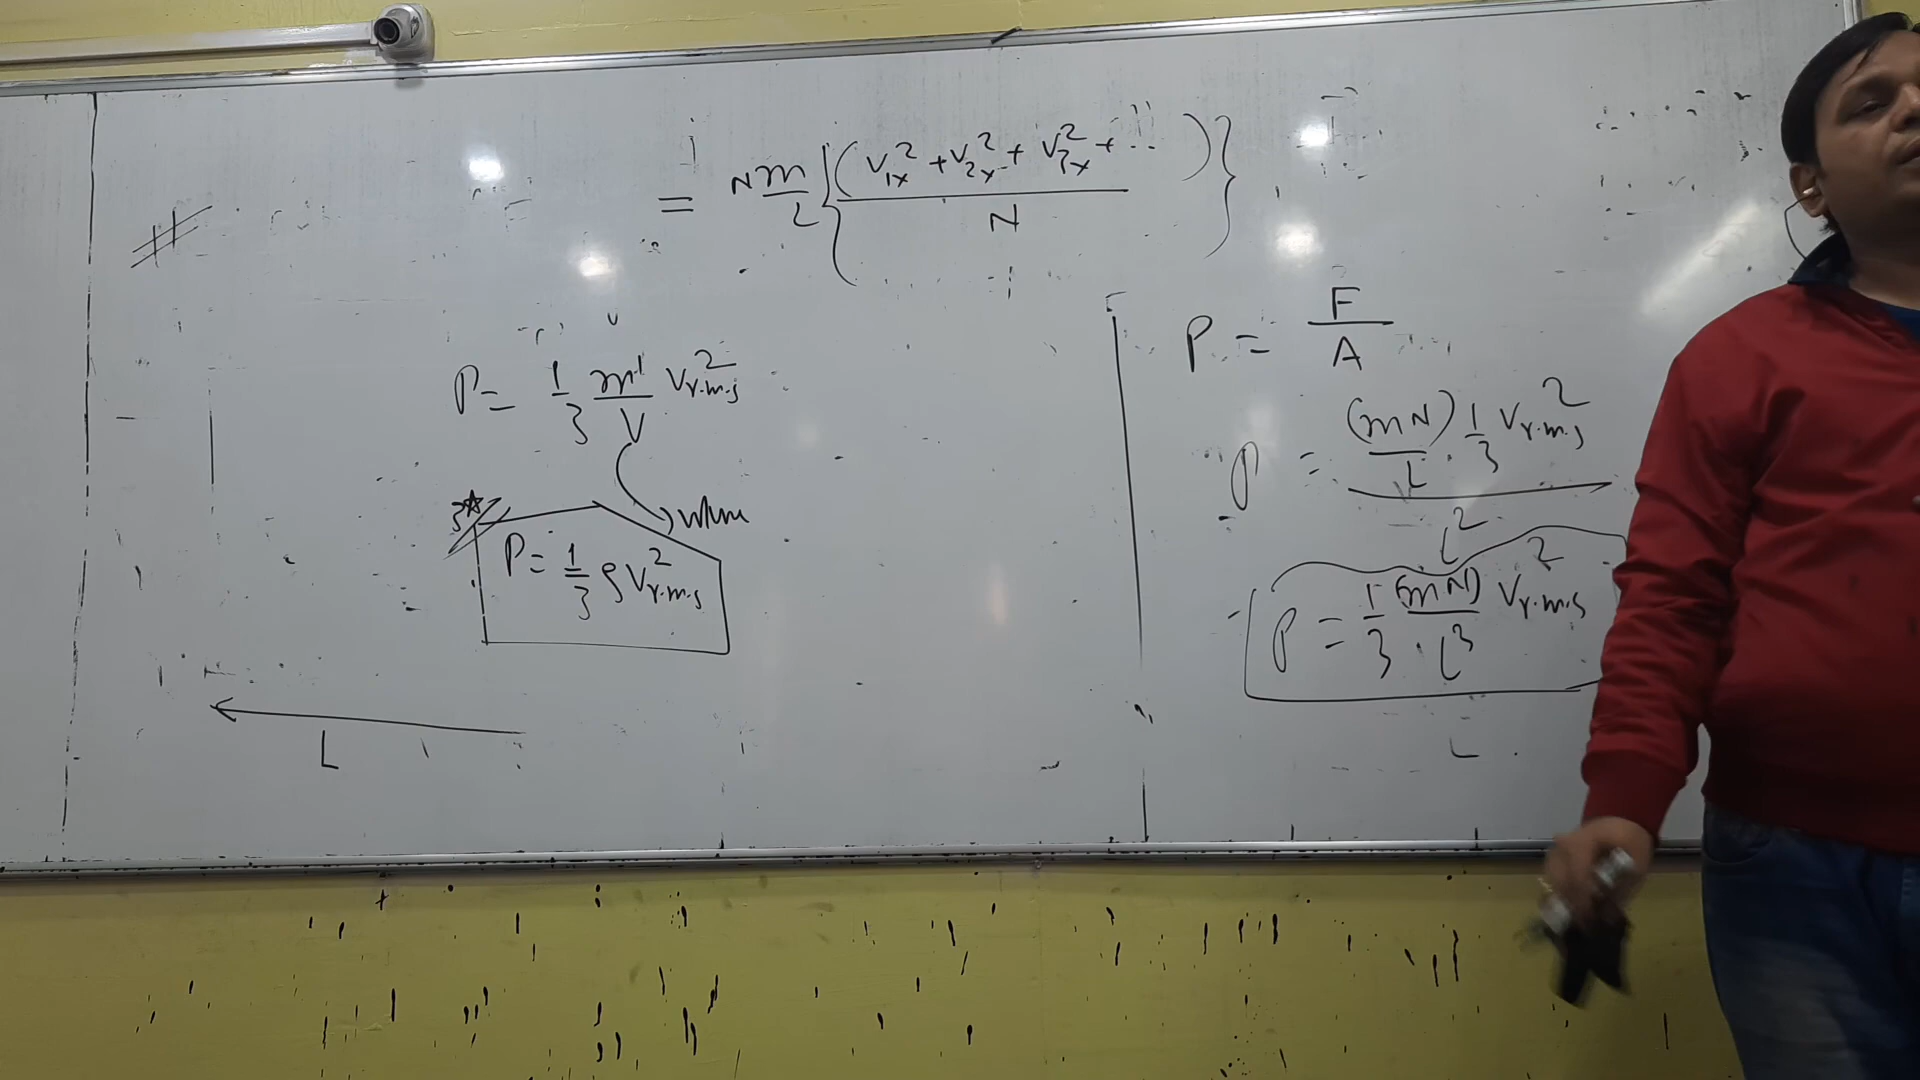 = Nm/L {(V₁ₓ² + V₂ₓ² + V₃ₓ² + ...)/N}
P = 1/3 m'/V Vr.m.s²
3☆
P = 1/3 ρ Vr.m.s²
L
P = F/A
P = ((mN)/L · 1/3 Vr.m.s²)/L²
P = 1/3 · (mN)/L³ Vr.m.s²